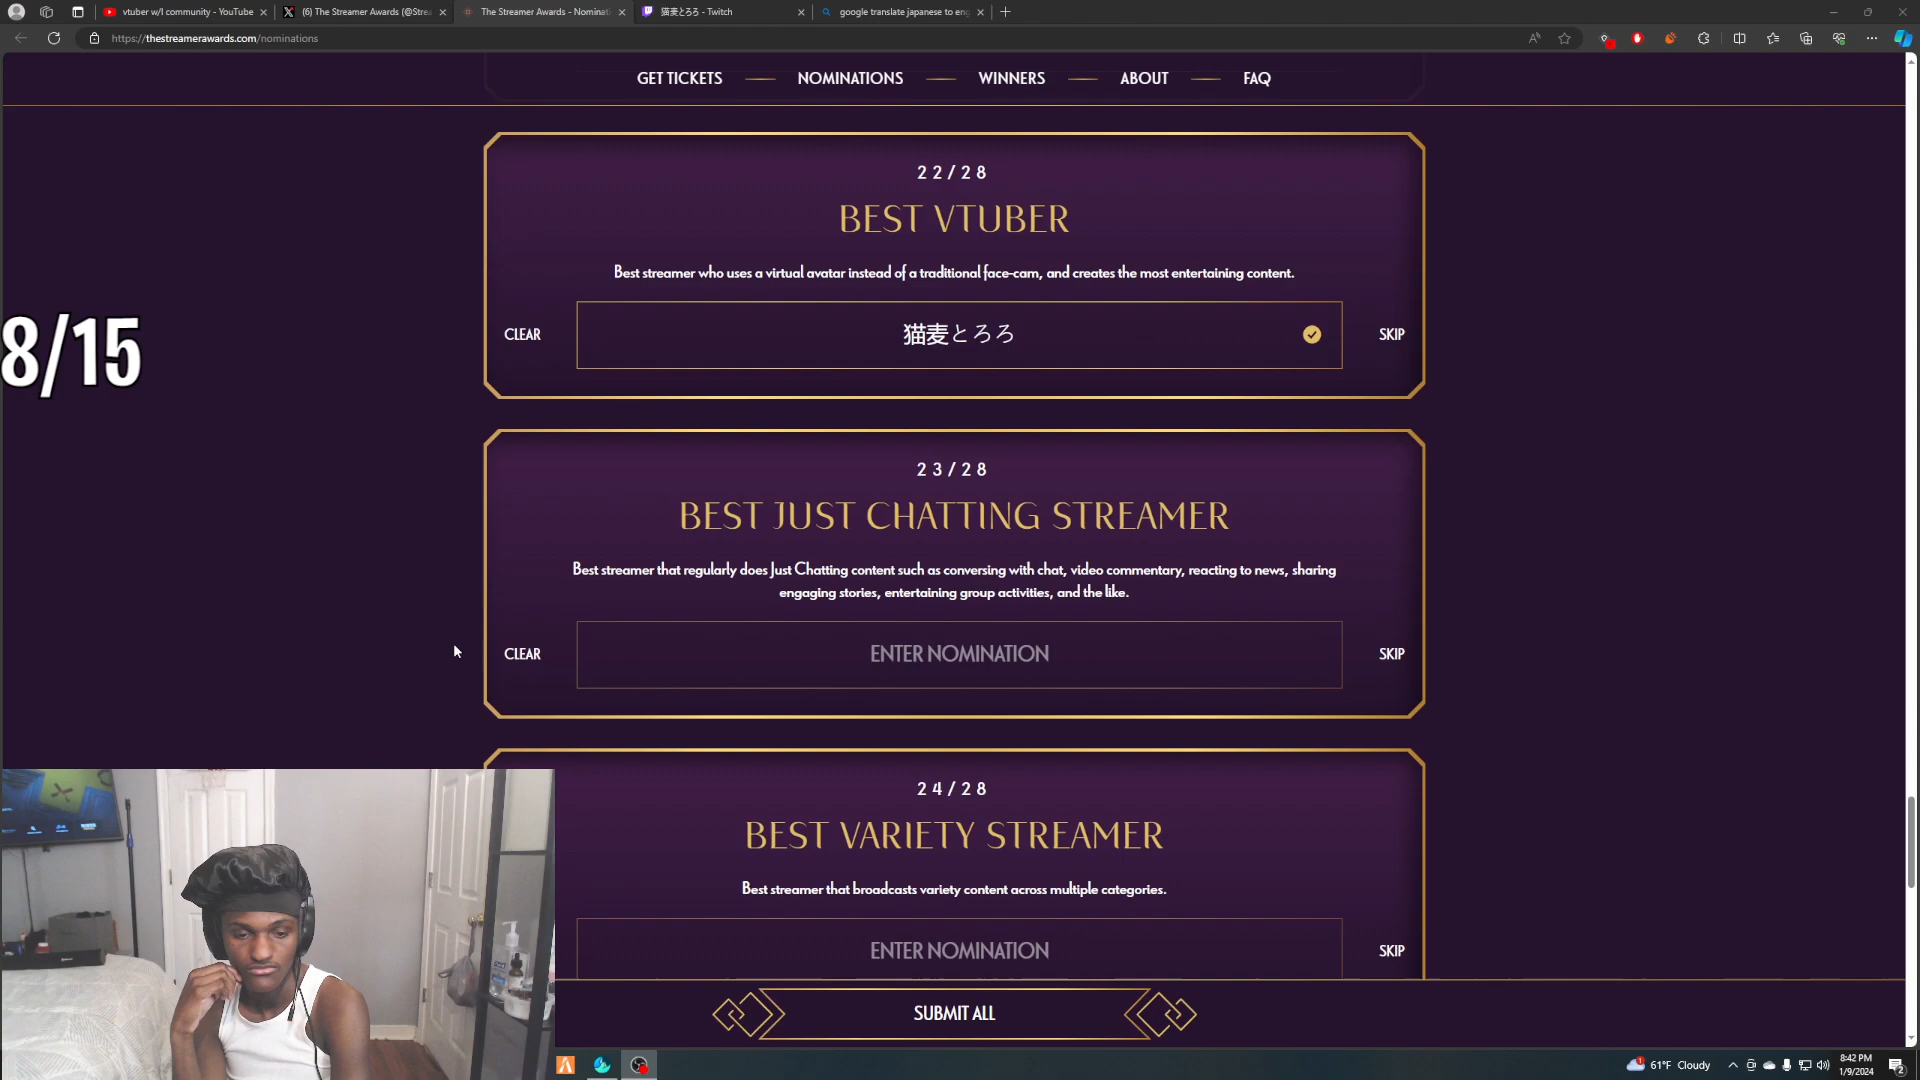 vtuber w/l community - YouTube
(6) The Streamer Awards (@Strea
The Streamer Awards - Nominati
猫麦とろろ - Twitch
google translate japanese to eng
https://thestreamerawards.com/nominations
GET TICKETS
NOMINATIONS
WINNERS
ABOUT
FAQ
22/28
BEST VTUBER
Best streamer who uses a virtual avatar instead of a traditional face-cam, and creates the most entertaining content.
CLEAR
猫麦とろろ
SKIP
8/15
23/28
BEST JUST CHATTING STREAMER
Best streamer that regularly does Just Chatting content such as conversing with chat, video commentary, reacting to news, sharing
engaging stories, entertaining group activities, and the like.
CLEAR
ENTER NOMINATION
SKIP
24/28
BEST VARIETY STREAMER
Best streamer that broadcasts variety content across multiple categories.
ENTER NOMINATION
SKIP
SUBMIT ALL
61°F Cloudy
8:42 PM
1/9/2024